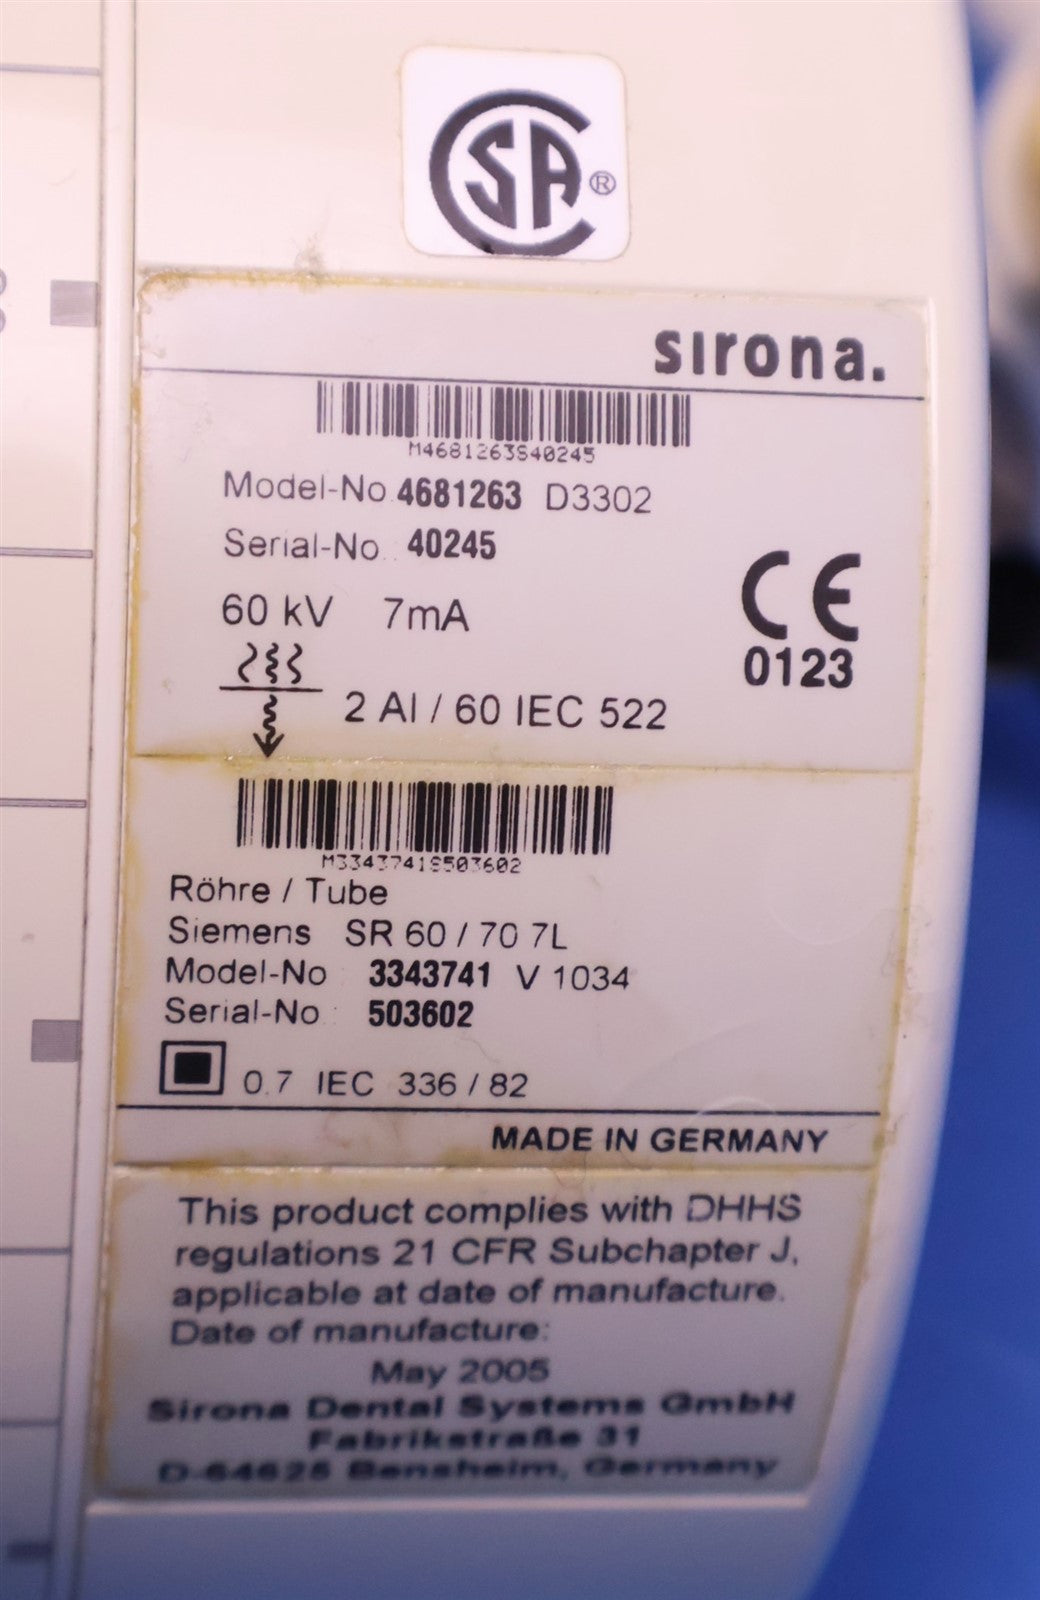 CSA ®
sirona.
M4681263S40245
Model-No 4681263 D3302
Serial-No. 40245
60 kV 7mA
CE
0123
2 Al / 60 IEC 522
M3343741S503602
Röhre / Tube
Siemens SR 60 / 70 7L
Model-No 3343741 V 1034
Serial-No : 503602
0.7 IEC 336 / 82
MADE IN GERMANY
This product complies with DHHS
regulations 21 CFR Subchapter J,
applicable at date of manufacture.
Date of manufacture:
May 2005
Sirona Dental Systems GmbH
Fabrikstraße 31
D-64625 Bensheim, Germany